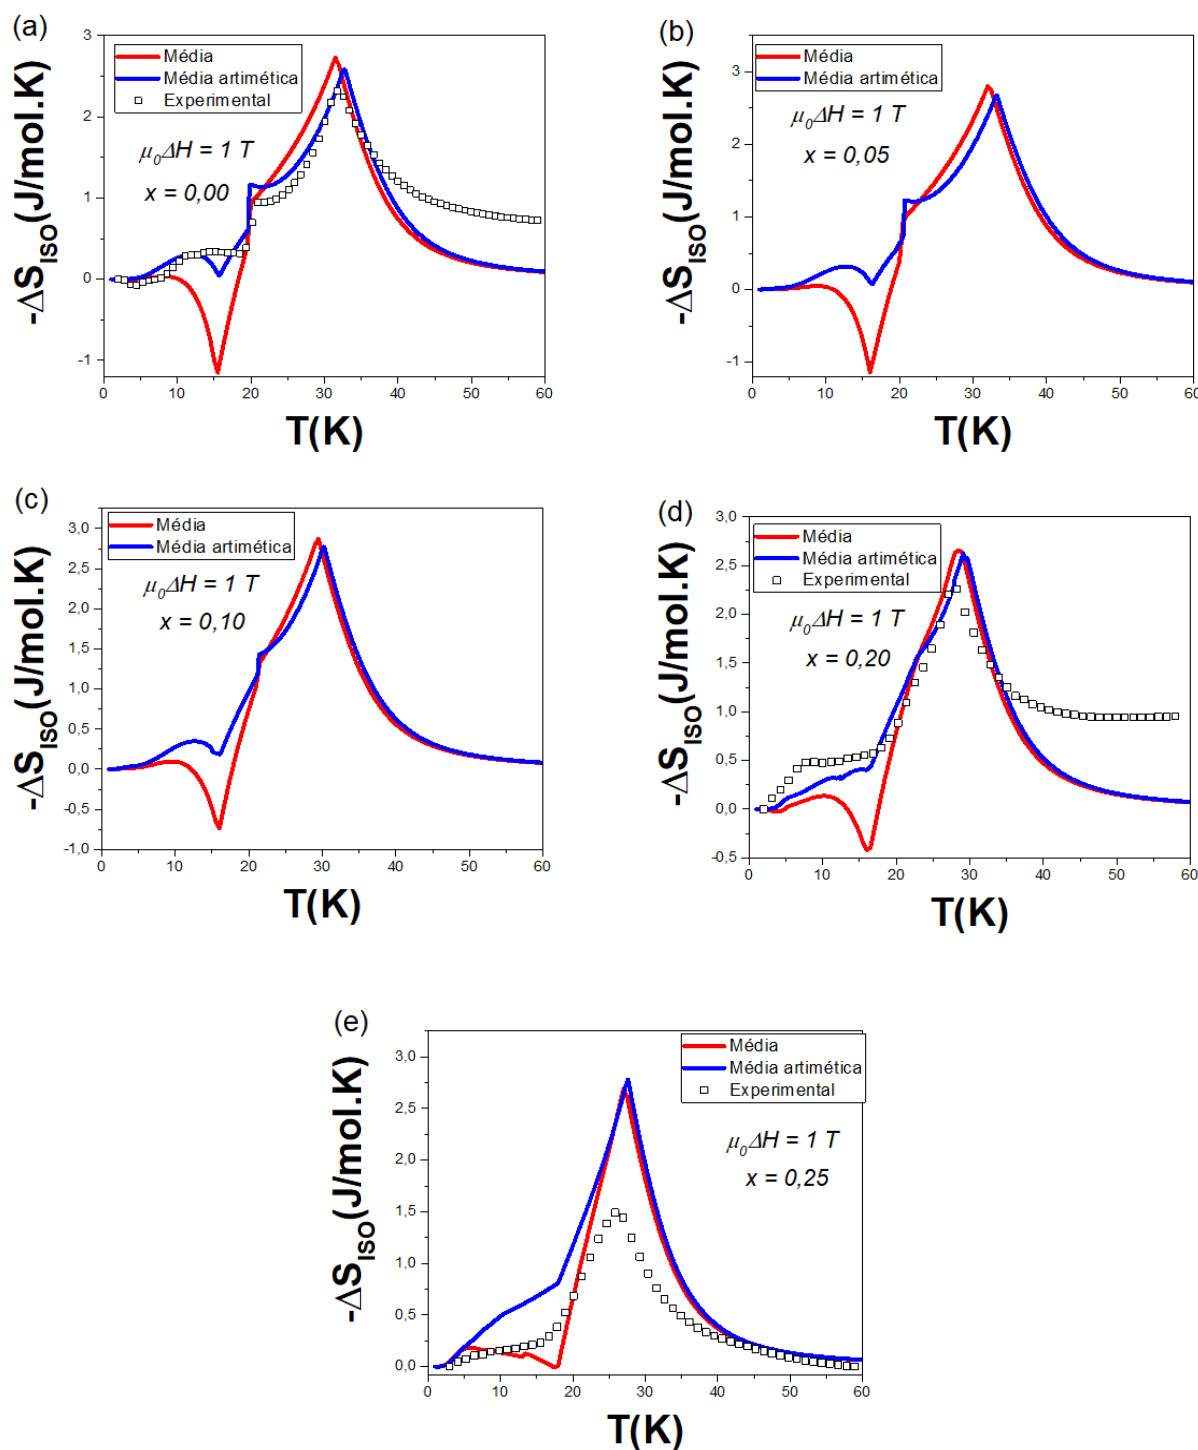 (a)
-ΔS_Iso(J/mol.K)
3
2
1
0
-1
Média
Média artimética
Experimental
μ₀ΔH = 1 T
x = 0,00
0 10 20 30 40 50 60
T(K)
(b)
-ΔS_Iso(J/mol.K)
3
2
1
0
-1
Média
Média artimética
μ₀ΔH = 1 T
x = 0,05
0 10 20 30 40 50 60
T(K)
(c)
-ΔS_Iso(J/mol.K)
3,0
2,5
2,0
1,5
1,0
0,5
0,0
-0,5
-1,0
Média
Média artimética
μ₀ΔH = 1 T
x = 0,10
0 10 20 30 40 50 60
T(K)
(d)
-ΔS_Iso(J/mol.K)
3,0
2,5
2,0
1,5
1,0
0,5
0,0
-0,5
Média
Média artimética
Experimental
μ₀ΔH = 1 T
x = 0,20
0 10 20 30 40 50 60
T(K)
(e)
-ΔS_Iso(J/mol.K)
3,0
2,5
2,0
1,5
1,0
0,5
0,0
Média
Média artimética
Experimental
μ₀ΔH = 1 T
x = 0,25
0 10 20 30 40 50 60
T(K)